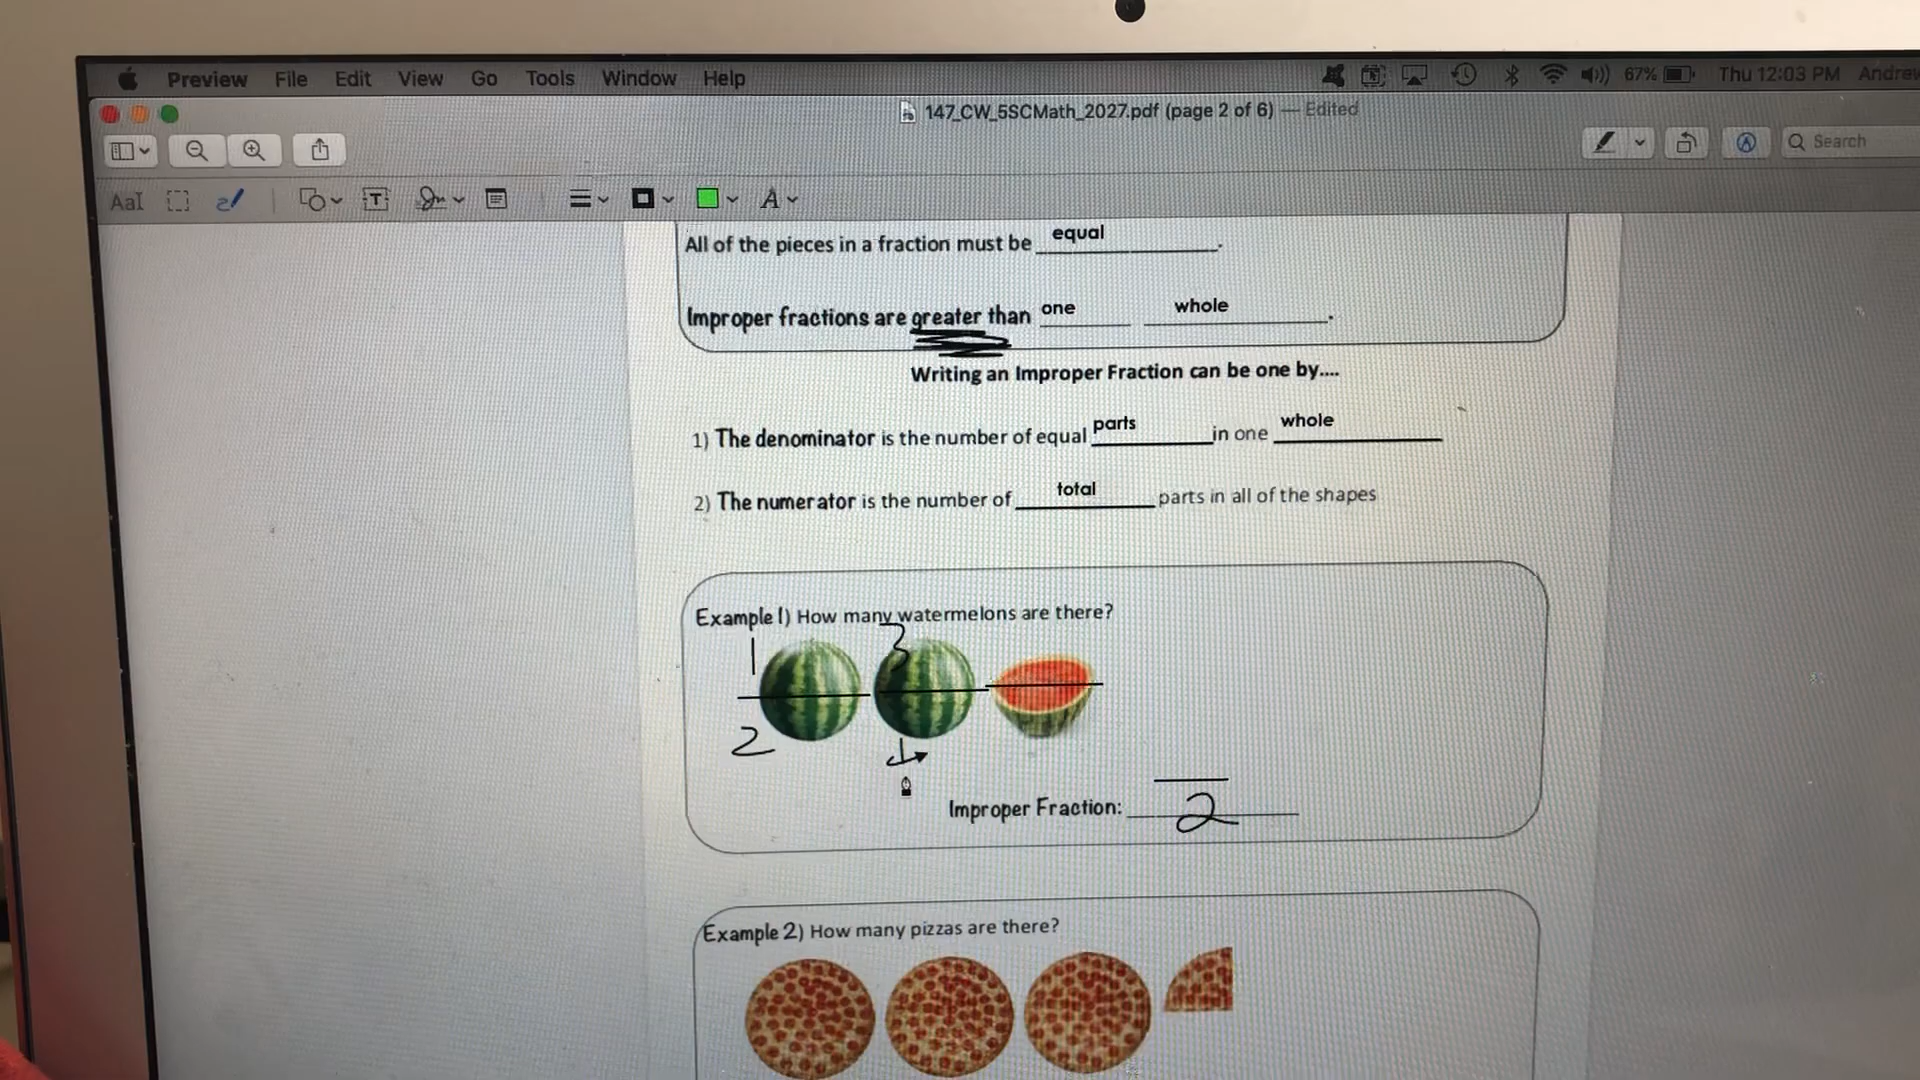 Preview File Edit View Go Tools Window Help 67% Thu 12:03 PM Andrew
147_CW_5SCMath_2027.pdf (page 2 of 6) — Edited
Search
AaI T A
All of the pieces in a fraction must be equal.
Improper fractions are greater than one whole.
Writing an Improper Fraction can be one by....
1) The denominator is the number of equal parts in one whole
2) The numerator is the number of total parts in all of the shapes
Example 1) How many watermelons are there?
1 3
2
Improper Fraction: 2
Example 2) How many pizzas are there?